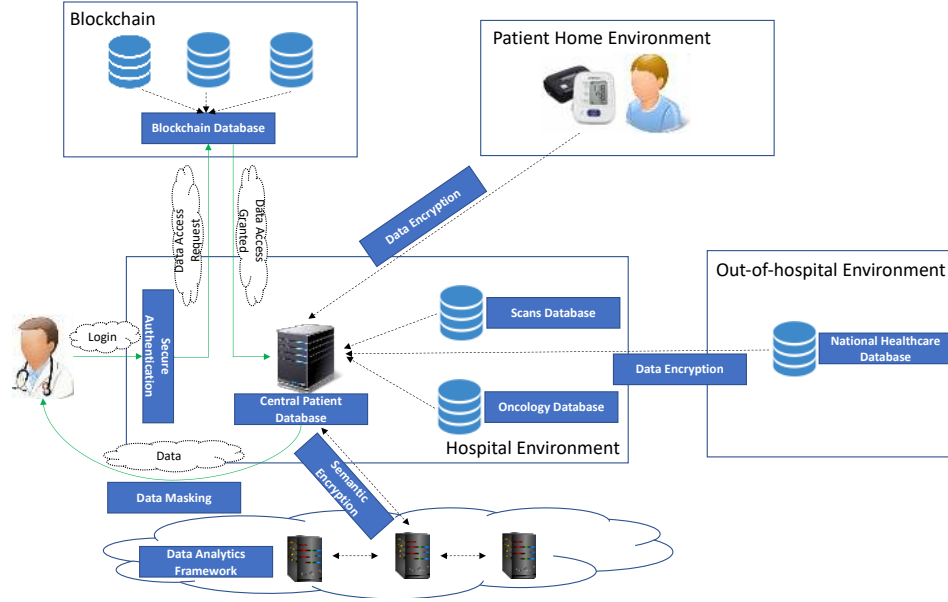 Blockchain
Blockchain Database
Patient Home Environment
Data Encryption
Data Access
Request
Data Access
Granted
Out-of-hospital Environment
National Healthcare
Database
Login
Secure
Authentication
Scans Database
Data Encryption
Central Patient
Database
Oncology Database
Hospital Environment
Data
Data Masking
Semantic
Encryption
Data Analytics
Framework